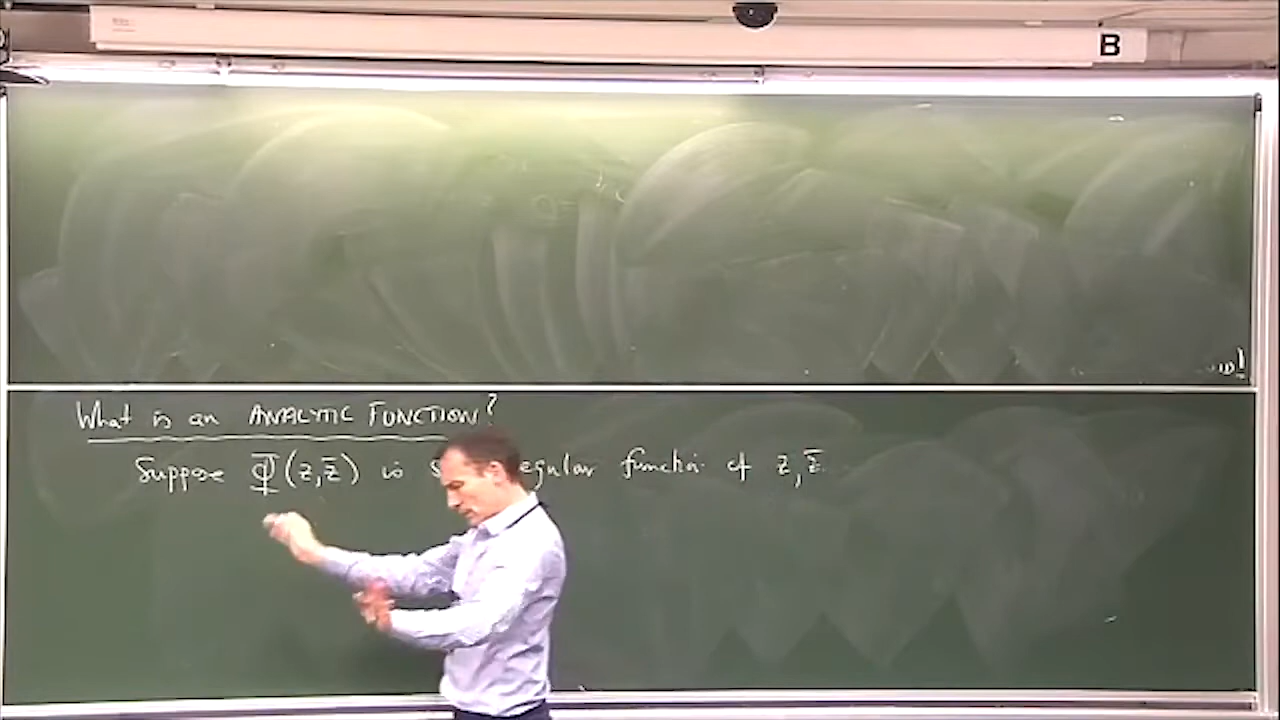 B
What is an ANALYTIC FUNCTION?
Suppose Φ(z,z̄) is egular function of z,z̄